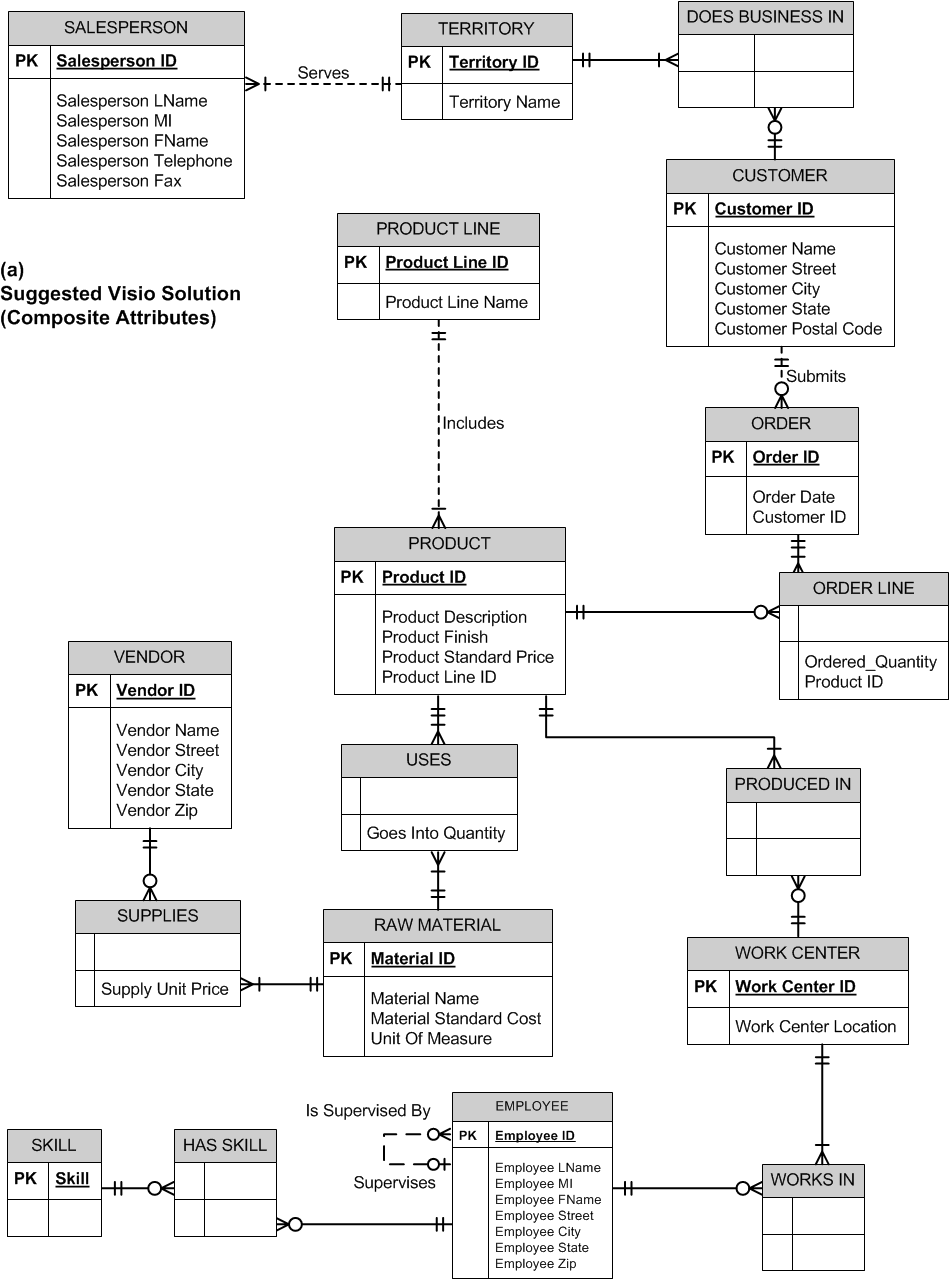 SALESPERSON
PK Salesperson ID
Salesperson LName
Salesperson MI
Salesperson FName
Salesperson Telephone
Salesperson Fax
Serves
TERRITORY
PK Territory ID
Territory Name
DOES BUSINESS IN
CUSTOMER
PK Customer ID
Customer Name
Customer Street
Customer City
Customer State
Customer Postal Code
(a)
Suggested Visio Solution
(Composite Attributes)
PRODUCT LINE
PK Product Line ID
Product Line Name
Includes
Submits
ORDER
PK Order ID
Order Date
Customer ID
PRODUCT
PK Product ID
Product Description
Product Finish
Product Standard Price
Product Line ID
ORDER LINE
Ordered_Quantity
Product ID
VENDOR
PK Vendor ID
Vendor Name
Vendor Street
Vendor City
Vendor State
Vendor Zip
USES
Goes Into Quantity
PRODUCED IN
SUPPLIES
Supply Unit Price
RAW MATERIAL
PK Material ID
Material Name
Material Standard Cost
Unit Of Measure
WORK CENTER
PK Work Center ID
Work Center Location
SKILL
PK Skill
HAS SKILL
Is Supervised By
Supervises
EMPLOYEE
PK Employee ID
Employee LName
Employee MI
Employee FName
Employee Street
Employee City
Employee State
Employee Zip
WORKS IN